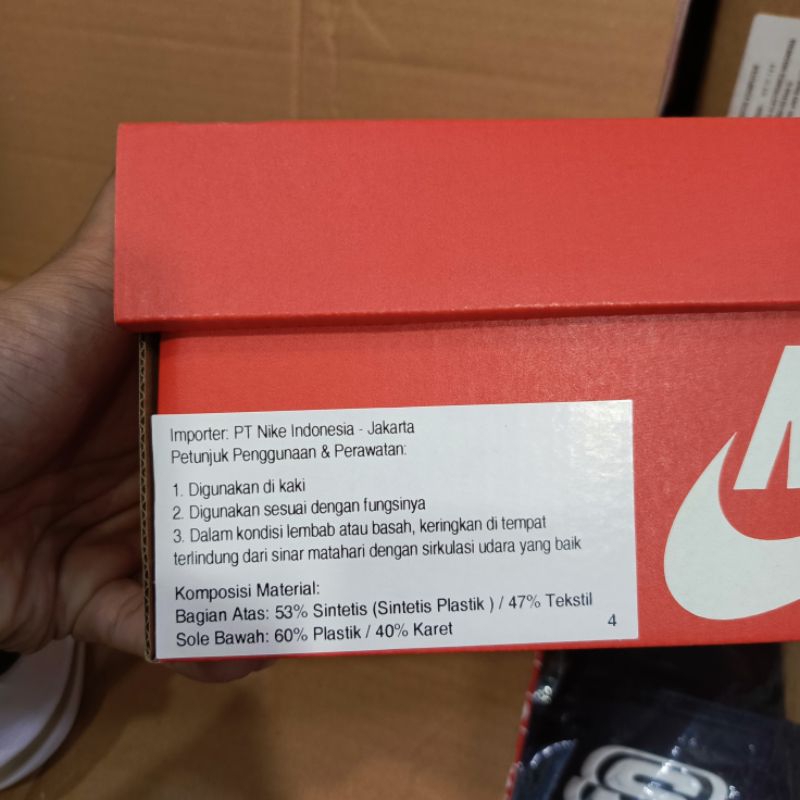 Importer: PT Nike Indonesia - Jakarta
Petunjuk Penggunaan & Perawatan:
1. Digunakan di kaki
2. Digunakan sesuai dengan fungsinya
3. Dalam kondisi lembab atau basah, keringkan di tempat
terlindung dari sinar matahari dengan sirkulasi udara yang baik
Komposisi Material:
Bagian Atas: 53% Sintetis (Sintetis Plastik ) / 47% Tekstil
Sole Bawah: 60% Plastik / 40% Karet
4